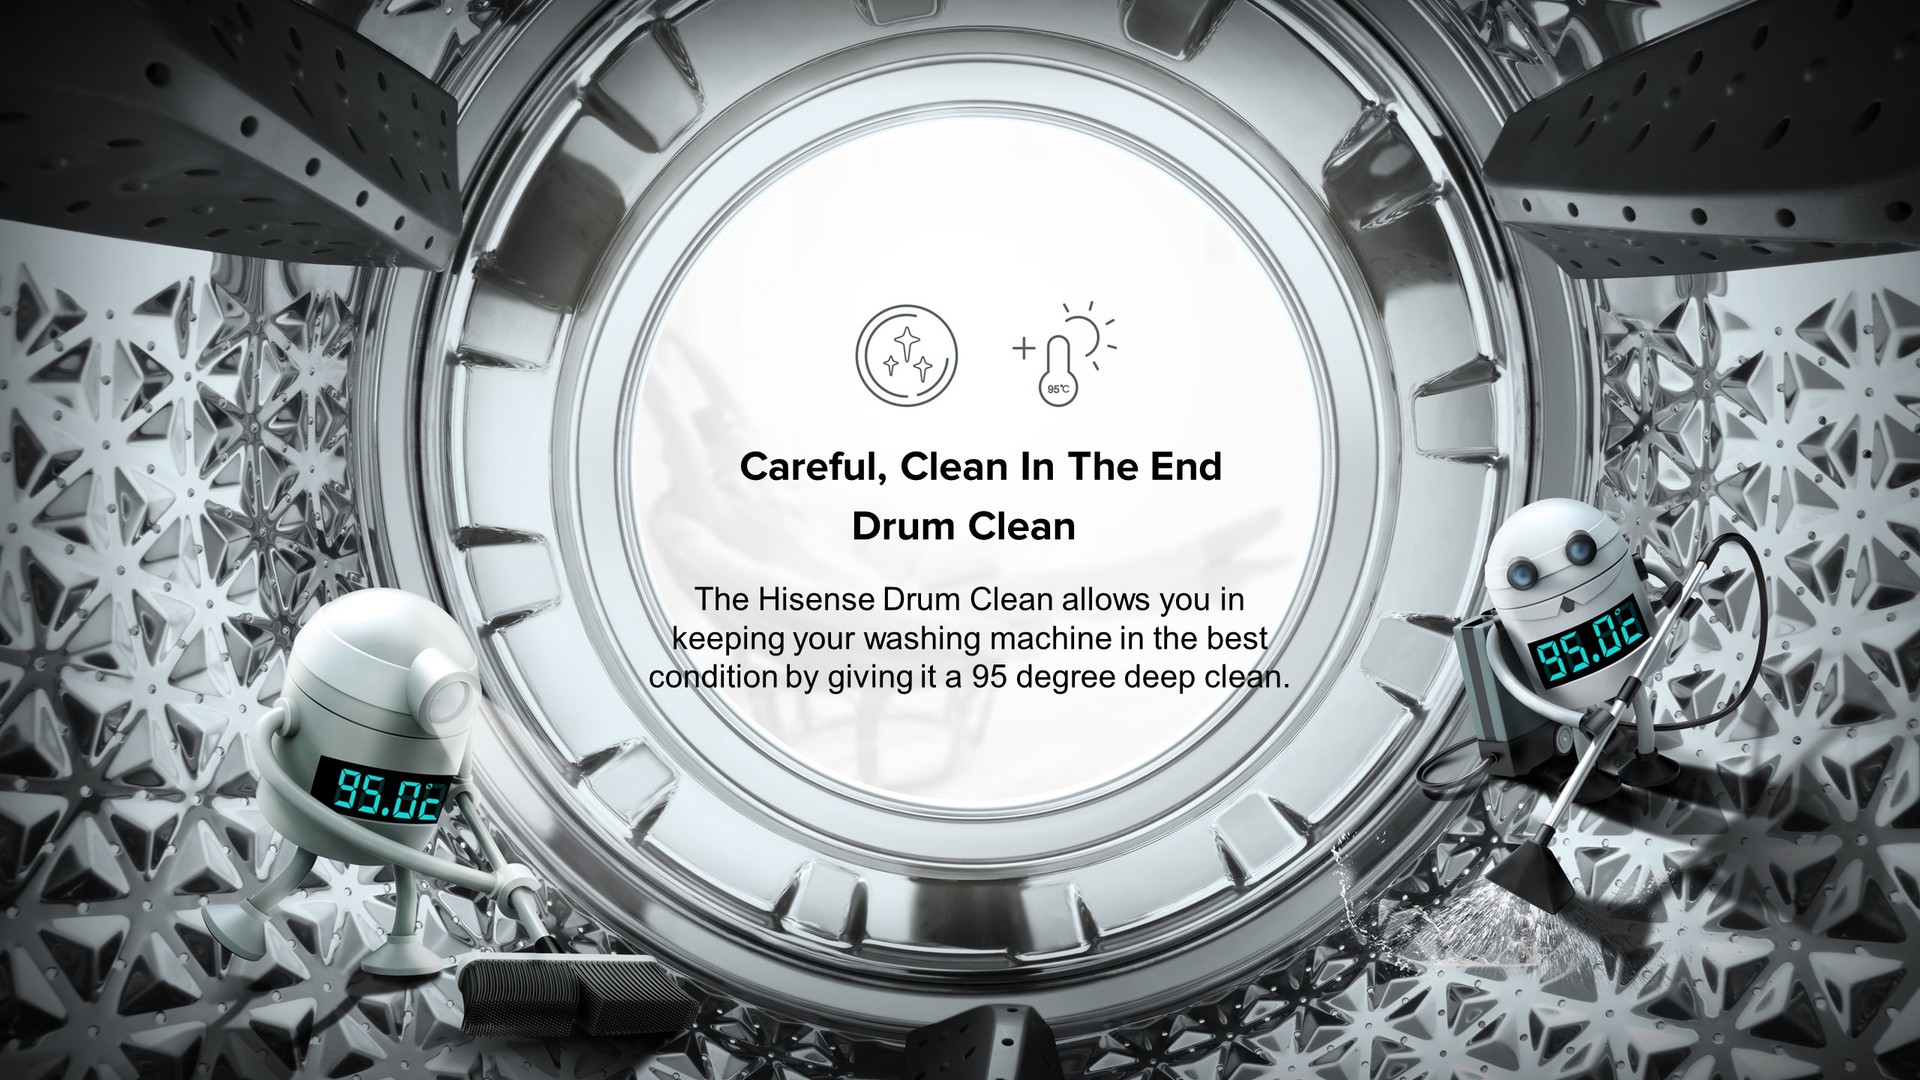 95℃
Careful, Clean In The End
Drum Clean
The Hisense Drum Clean allows you in
keeping your washing machine in the best
condition by giving it a 95 degree deep clean.
95.0°c
95.0°c